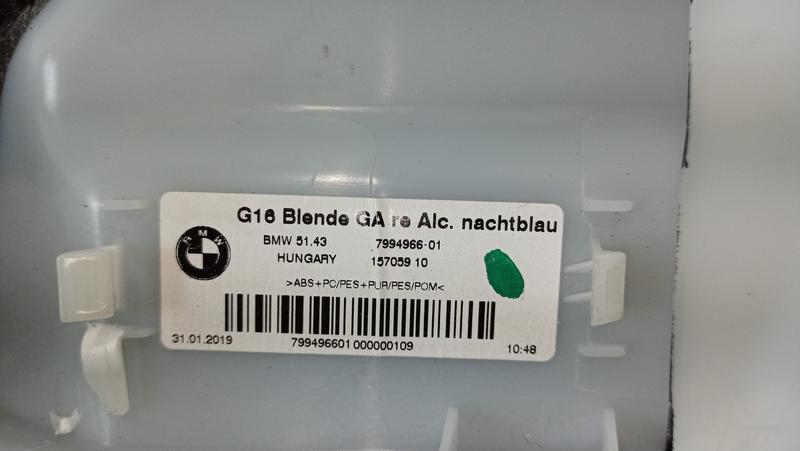 G16 Blende GA re Alc. nachtblau
BMW
BMW 51.43 7994966-01
HUNGARY 157059 10
>ABS+PC/PES+PUR/PES/POM<
31.01.2019 799496601 000000109 10:48